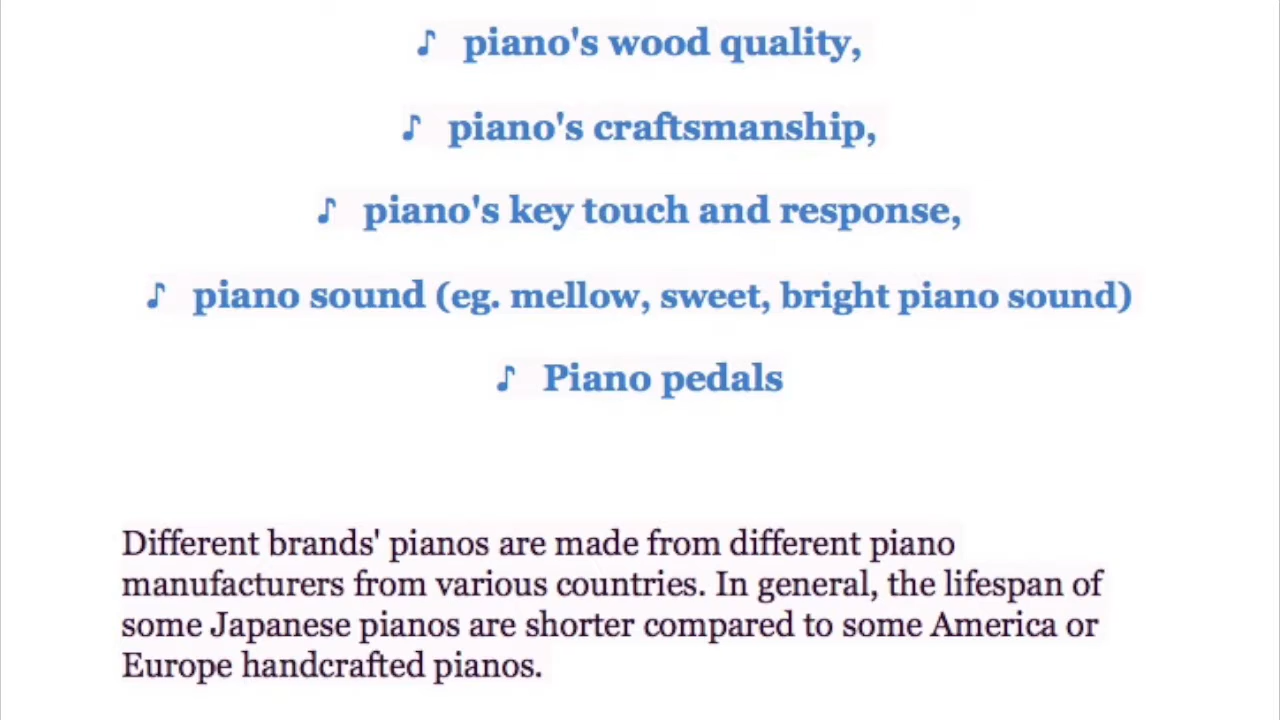 ♪ piano's wood quality,
♪ piano's craftsmanship,
♪ piano's key touch and response,
♪ piano sound (eg. mellow, sweet, bright piano sound)
♪ Piano pedals
Different brands' pianos are made from different piano
manufacturers from various countries. In general, the lifespan of
some Japanese pianos are shorter compared to some America or
Europe handcrafted pianos.